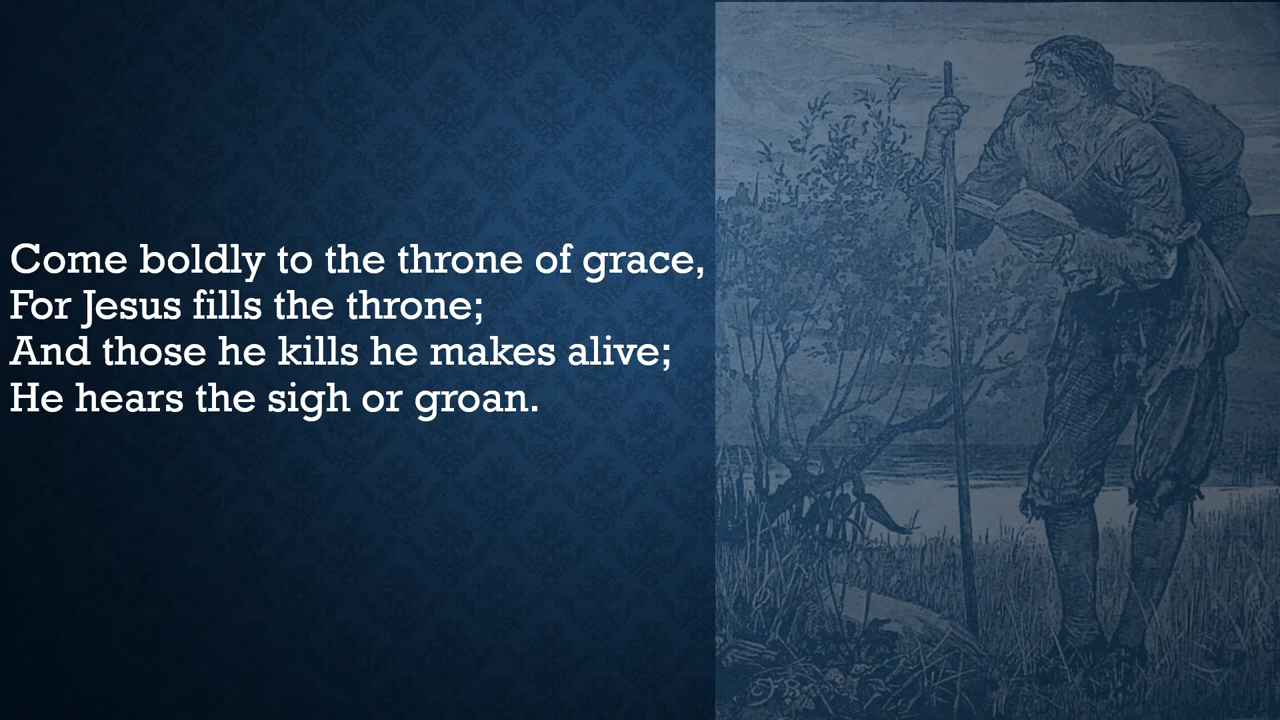 Come boldly to the throne of grace,
For Jesus fills the throne;
And those he kills he makes alive;
He hears the sigh or groan.